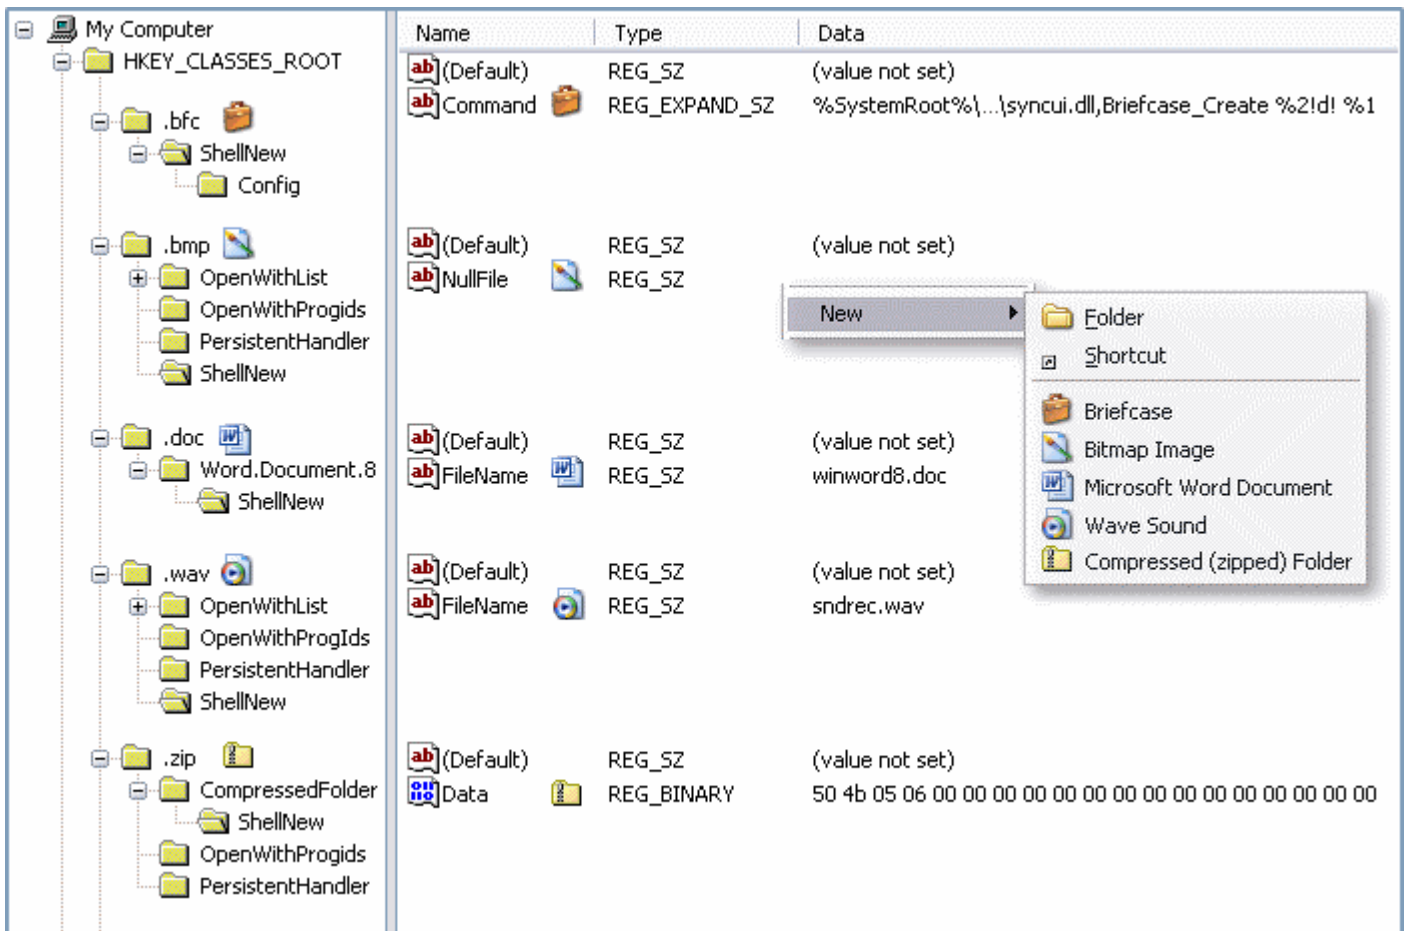 My Computer
HKEY_CLASSES_ROOT
.bfc
ShellNew
Config
.bmp
OpenWithList
OpenWithProgids
PersistentHandler
ShellNew
.doc
Word.Document.8
ShellNew
.wav
OpenWithList
OpenWithProgIds
PersistentHandler
ShellNew
.zip
CompressedFolder
ShellNew
OpenWithProgids
PersistentHandler
Name Type Data
(Default) REG_SZ (value not set)
Command REG_EXPAND_SZ %SystemRoot%\...\syncui.dll,Briefcase_Create %2!d! %1
(Default) REG_SZ (value not set)
NullFile REG_SZ
(Default) REG_SZ (value not set)
FileName REG_SZ winword8.doc
(Default) REG_SZ (value not set)
FileName REG_SZ sndrec.wav
(Default) REG_SZ (value not set)
Data REG_BINARY 50 4b 05 06 00 00 00 00 00 00 00 00 00 00 00 00 00 00 00
New
Folder
Shortcut
Briefcase
Bitmap Image
Microsoft Word Document
Wave Sound
Compressed (zipped) Folder